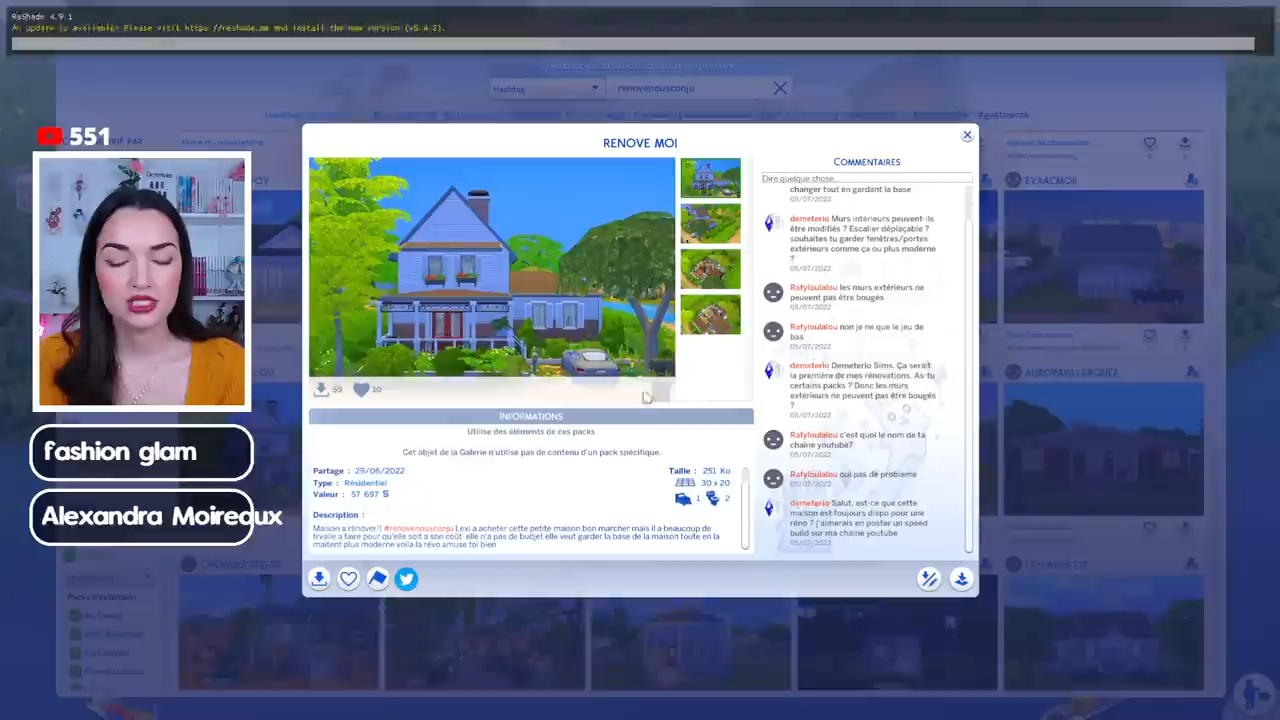 ReShade 4.9.1
An update is available! Please visit https://reshade.me and install the new version (v5.4.2).
Hashtag
renovenousconju
551
fashion glam
Alexandra Moireaux
RENOVE MOI
59
10
INFORMATIONS
Utilise des éléments de ces packs
Cet objet de la Galerie n'utilise pas de contenu d'un pack spécifique.
Partage : 29/06/2022
Taille : 251 Ko
Type : Résidentiel
30 x 20
Valeur : 57 697 §
1
2
Description :
Maison a rénover!! #renovenousconju Lexi a acheter cette petite maison bon marcher mais il a beaucoup de
trvaile a faire pour qu'elle soit a son coût elle n'a pas de budjet elle veut garder la base de la maison toute en la
maitent plus moderne voila la révo amuse toi bien
COMMENTAIRES
Dire quelque chose...
changer tout en gardant la base
05/07/2022
demeterio Murs intérieurs peuvent-ils
être modifiés ? Escalier déplaçable ?
souhaites tu garder fenêtres/portes
extérieurs comme ça ou plus moderne
?
05/07/2022
Rafyloulalou les murs extérieurs ne
peuvent pas être bougés
05/07/2022
Rafyloulalou non je ne que le jeu de
bas
05/07/2022
demeterio Demeterio Sims. Ça serait
la première de mes rénovations. As-tu
certains packs ? Donc les murs
extérieurs ne peuvent pas être bougés
?
05/07/2022
Rafyloulalou c'est quoi le nom de ta
chaine youtube?
05/07/2022
Rafyloulalou oui pas de probleme
05/07/2022
demeterio Salut, est-ce que cette
maison est toujours dispo pour une
réno ? j'aimerais en poster un speed
build sur ma chaine youtube
05/07/2022
EVAACMOII